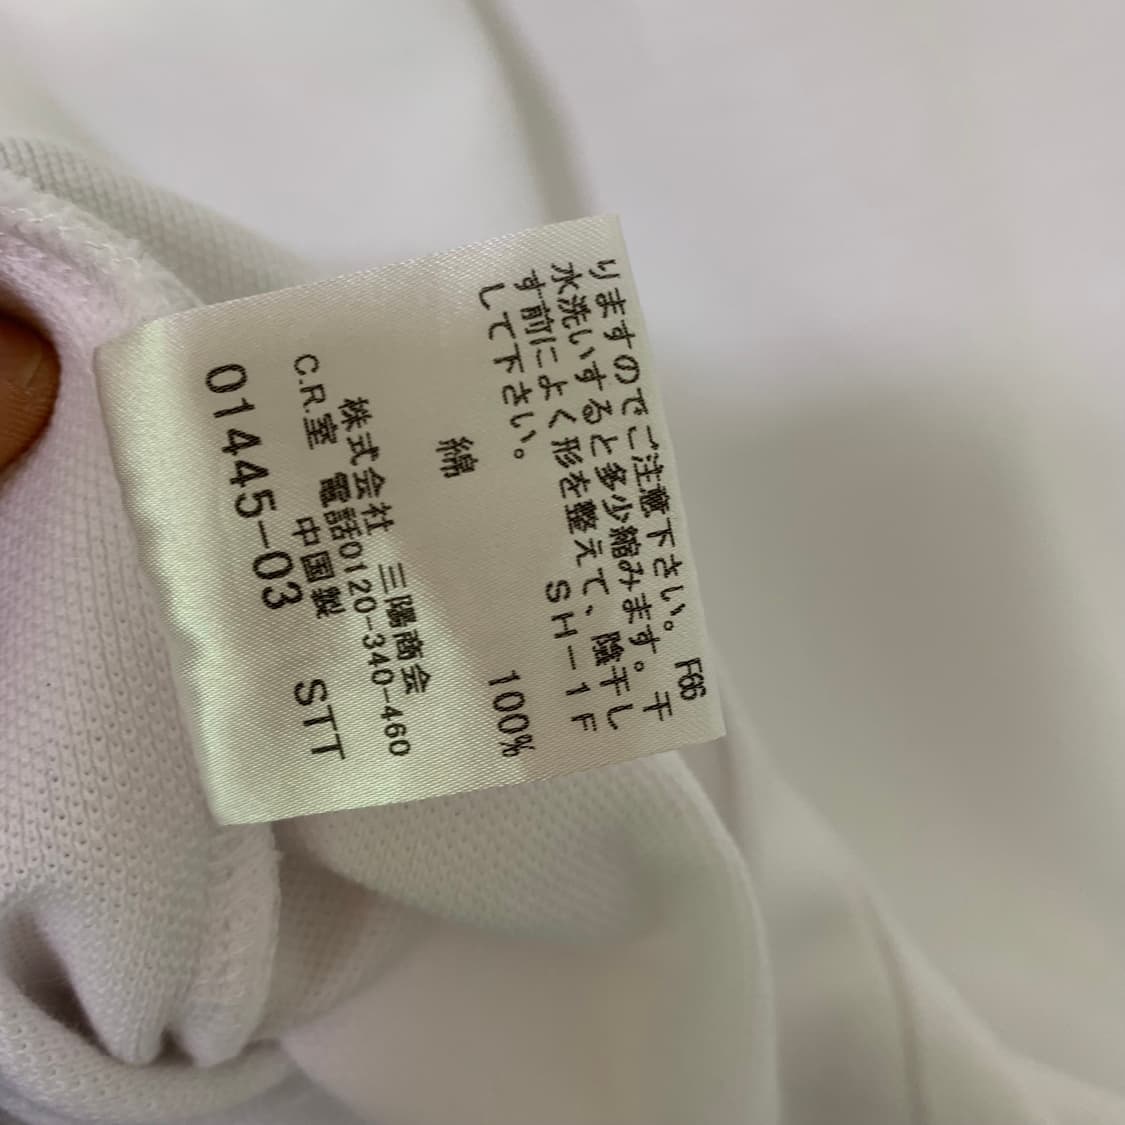 りますのでご注意下さい。
水洗いすると多少縮みます。干
す前によく形を整えて、陰干し
して下さい。
F66
SH-1F
綿 100%
株式会社 三陽商会
C.R.室 電話0120-340-460
中国製
01445-03 STT